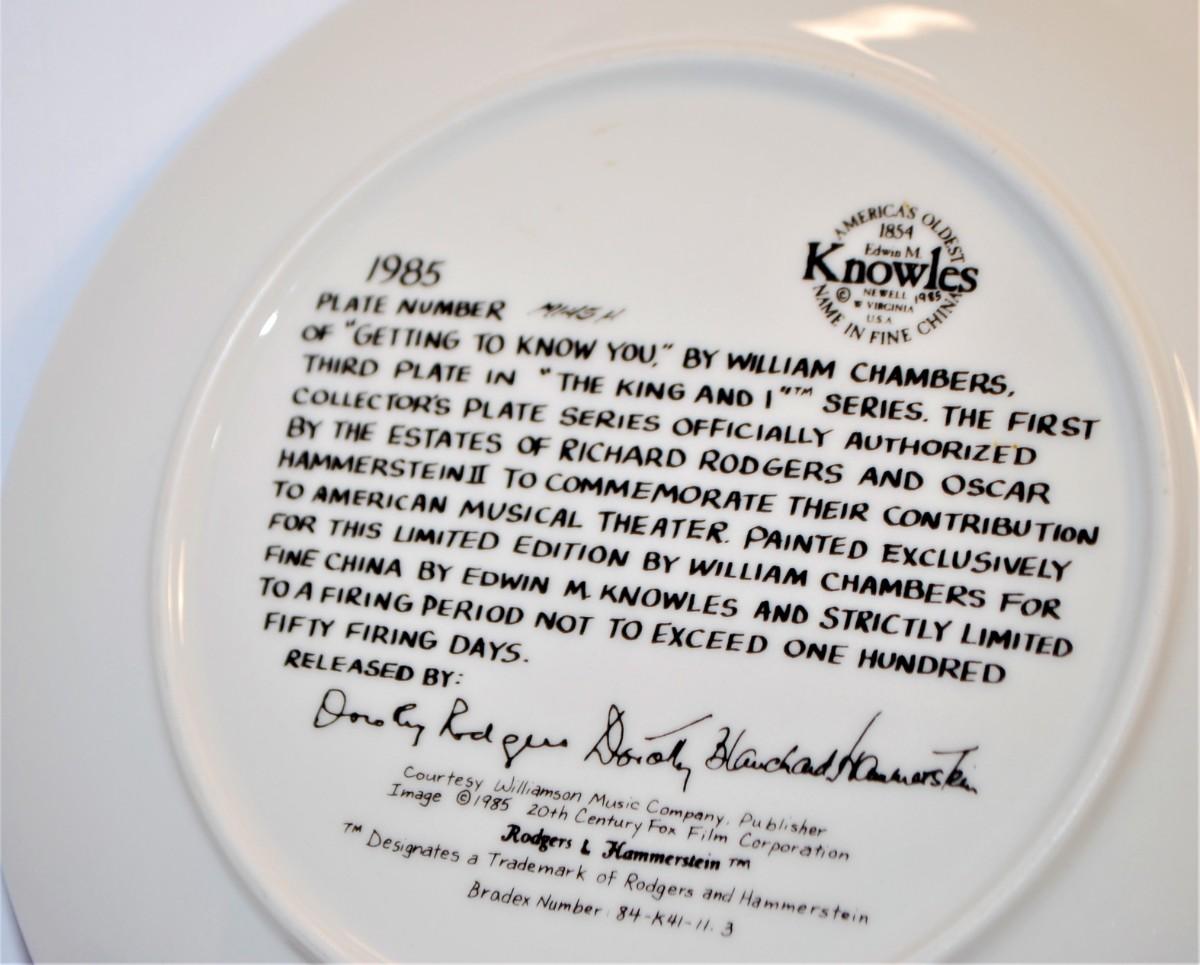 AMERICA'S OLDEST
1854
Edwin M.
Knowles
© NEWELL 1985
W VIRGINIA
U.S.A
NAME IN FINE CHINA
1985
PLATE NUMBER
OF "GETTING TO KNOW YOU," BY WILLIAM CHAMBERS,
THIRD PLATE IN "THE KING AND I"™ SERIES. THE FIRST
COLLECTOR'S PLATE SERIES OFFICIALLY AUTHORIZED
BY THE ESTATES OF RICHARD RODGERS AND OSCAR
HAMMERSTEIN II TO COMMEMORATE THEIR CONTRIBUTION
TO AMERICAN MUSICAL THEATER. PAINTED EXCLUSIVELY
FOR THIS LIMITED EDITION BY WILLIAM CHAMBERS FOR
FINE CHINA BY EDWIN M. KNOWLES AND STRICTLY LIMITED
TO A FIRING PERIOD NOT TO EXCEED ONE HUNDRED
FIFTY FIRING DAYS.
RELEASED BY:
Dorothy Rodgers Dorothy Blanchard Hammerstein
Courtesy Williamson Music Company, Publisher
Image ©1985 20th Century Fox Film Corporation
Rodgers & Hammerstein ™
™ Designates a Trademark of Rodgers and Hammerstein
Bradex Number: 84-K41-11.3